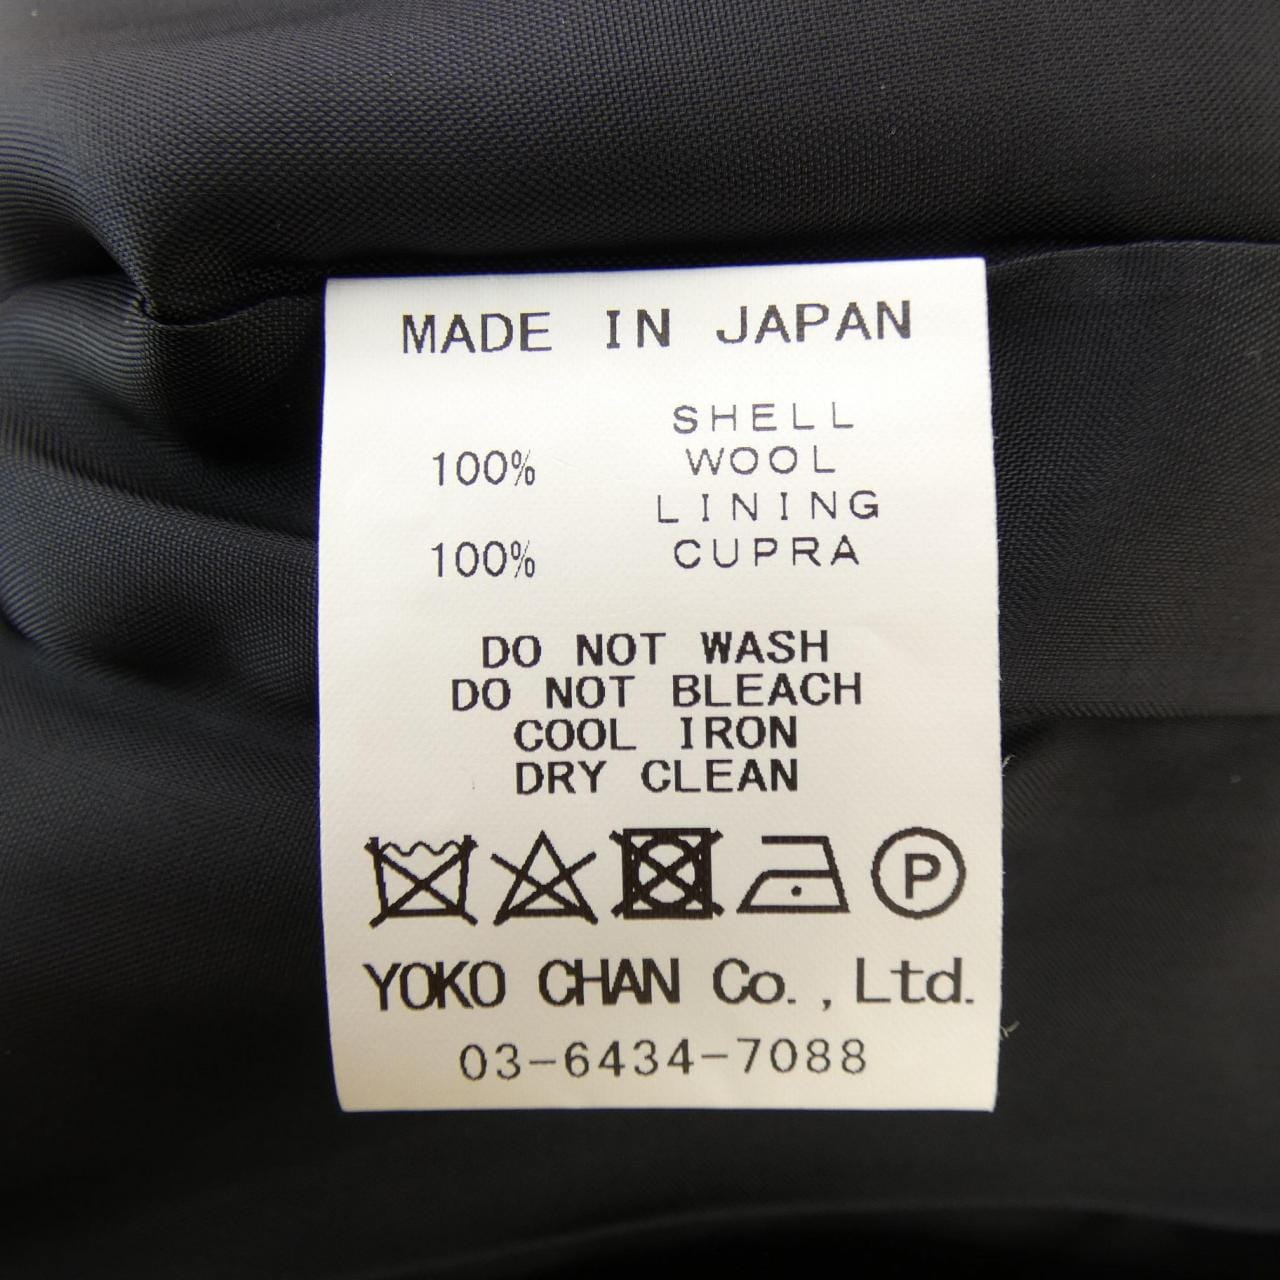 MADE IN JAPAN
SHELL
100% WOOL
LINING
100% CUPRA
DO NOT WASH
DO NOT BLEACH
COOL IRON
DRY CLEAN
P
YOKO CHAN Co., Ltd.
03-6434-7088